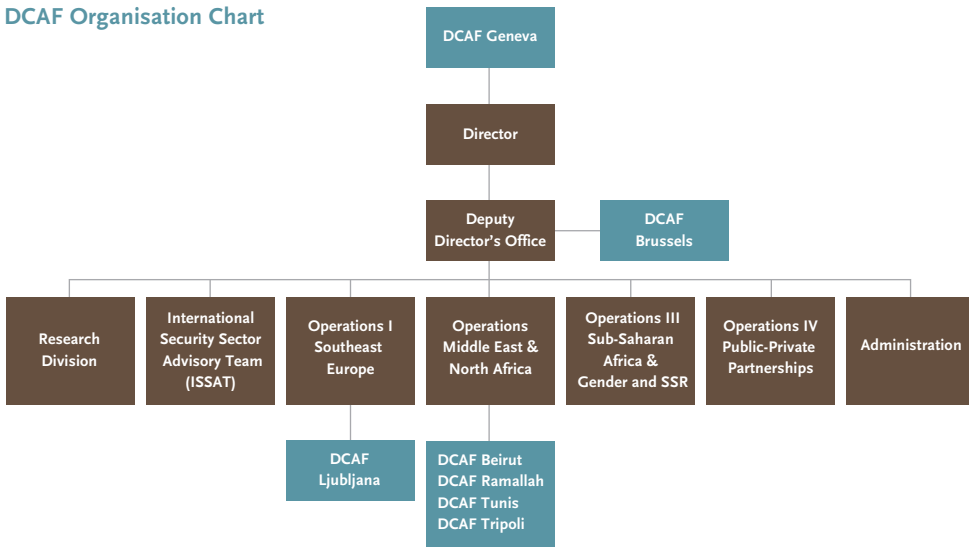 DCAF Organisation Chart
DCAF Geneva
Director
Deputy
Director's Office
DCAF
Brussels
Research
Division
International
Security Sector
Advisory Team
(ISSAT)
Operations I
Southeast
Europe
Operations
Middle East &
North Africa
Operations III
Sub-Saharan
Africa &
Gender and SSR
Operations IV
Public-Private
Partnerships
Administration
DCAF
Ljubljana
DCAF Beirut
DCAF Ramallah
DCAF Tunis
DCAF Tripoli